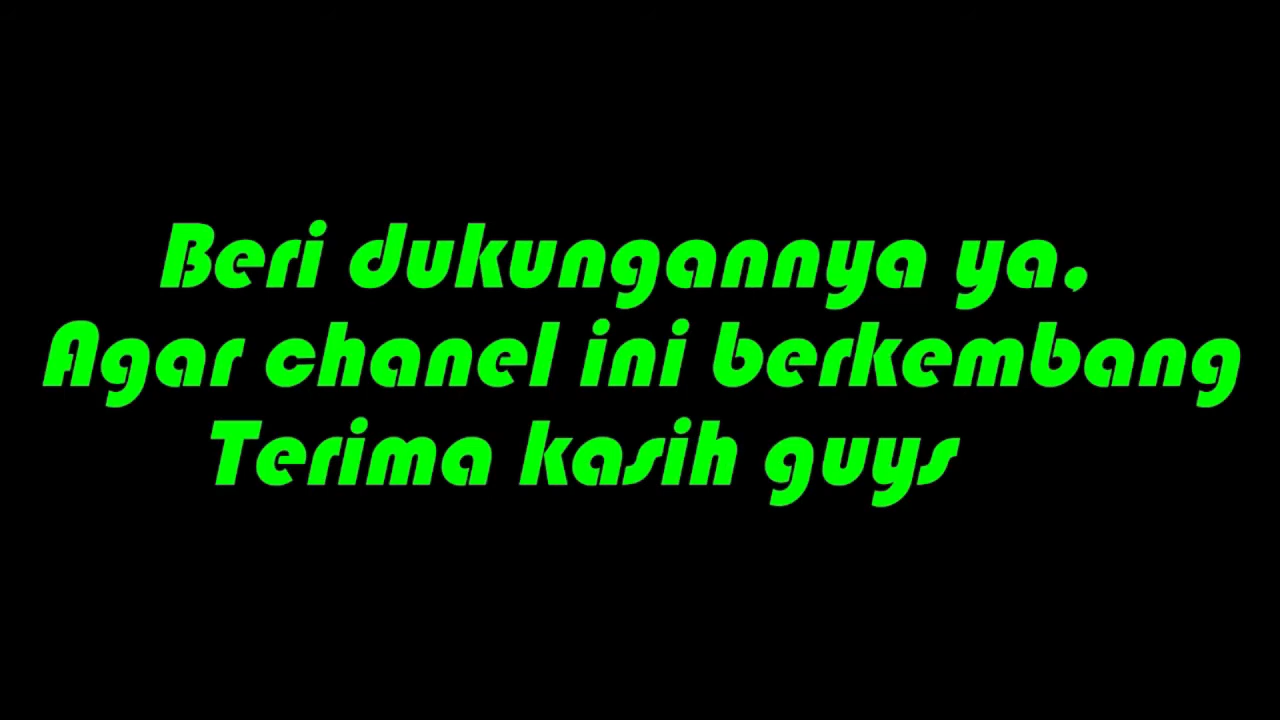 Beri dukungannya ya,
Agar chanel ini berkembang
Terima kasih guys